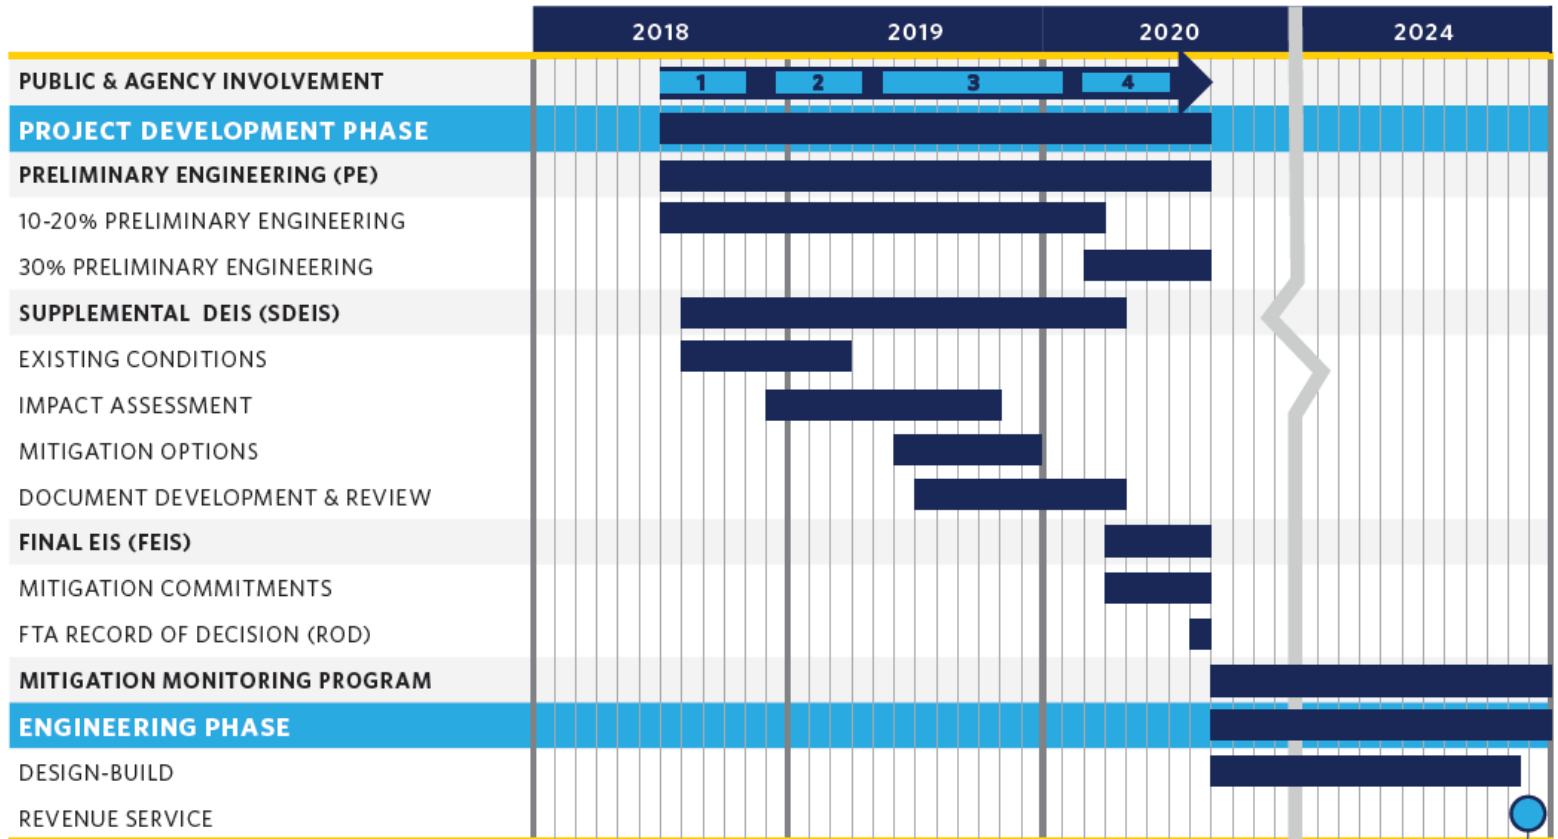 2018 2019 2020 2024
PUBLIC & AGENCY INVOLVEMENT 1 2 3 4
PROJECT DEVELOPMENT PHASE
PRELIMINARY ENGINEERING (PE)
10-20% PRELIMINARY ENGINEERING
30% PRELIMINARY ENGINEERING
SUPPLEMENTAL DEIS (SDEIS)
EXISTING CONDITIONS
IMPACT ASSESSMENT
MITIGATION OPTIONS
DOCUMENT DEVELOPMENT & REVIEW
FINAL EIS (FEIS)
MITIGATION COMMITMENTS
FTA RECORD OF DECISION (ROD)
MITIGATION MONITORING PROGRAM
ENGINEERING PHASE
DESIGN-BUILD
REVENUE SERVICE